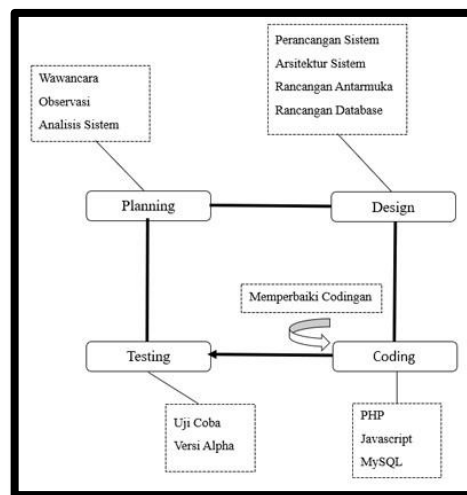 Wawancara
Observasi
Analisis Sistem
Perancangan Sistem
Arsitektur Sistem
Rancangan Antarmuka
Rancangan Database
Planning
Design
Memperbaiki Codingan
Testing
Coding
Uji Coba
Versi Alpha
PHP
Javascript
MySQL